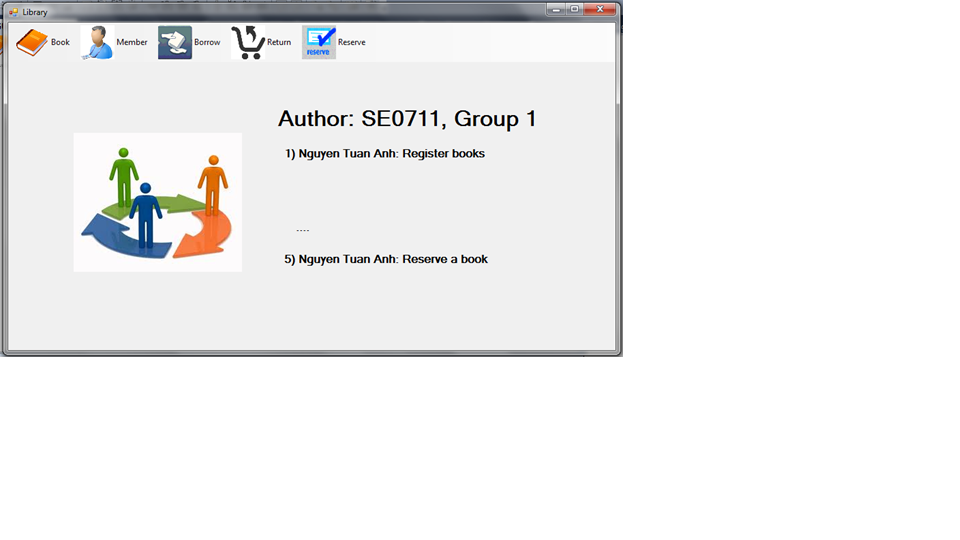 Library
Book Member Borrow Return reserve Reserve
Author: SE0711, Group 1
1) Nguyen Tuan Anh: Register books
----
5) Nguyen Tuan Anh: Reserve a book